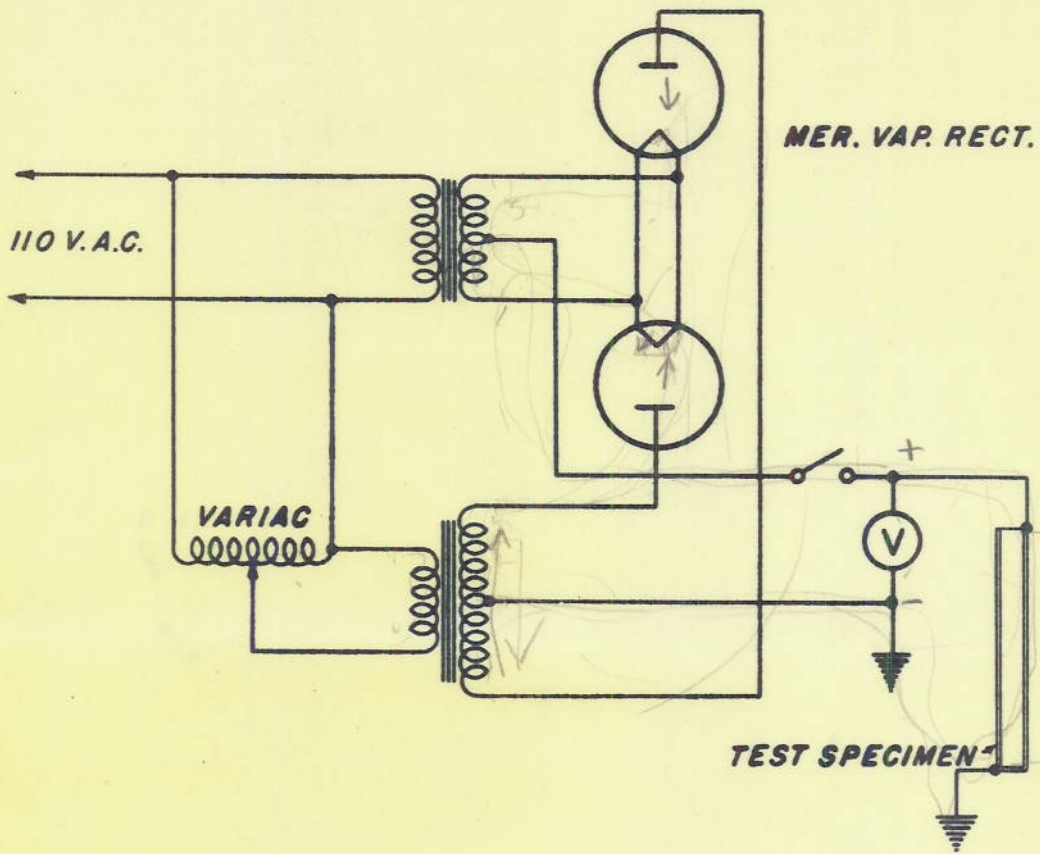 MER. VAP. RECT.
110 V. A.C.
VARIAC
+
V
-
TEST SPECIMEN